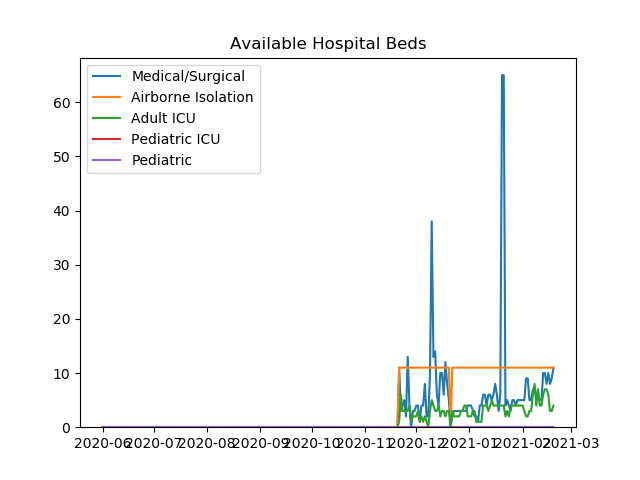 Available Hospital Beds
Medical/Surgical
Airborne Isolation
Adult ICU
Pediatric ICU
Pediatric
60
50
40
30
20
10
0
2020-06 2020-07 2020-08 2020-09 2020-10 2020-11 2020-12 2021-01 2021-02 2021-03